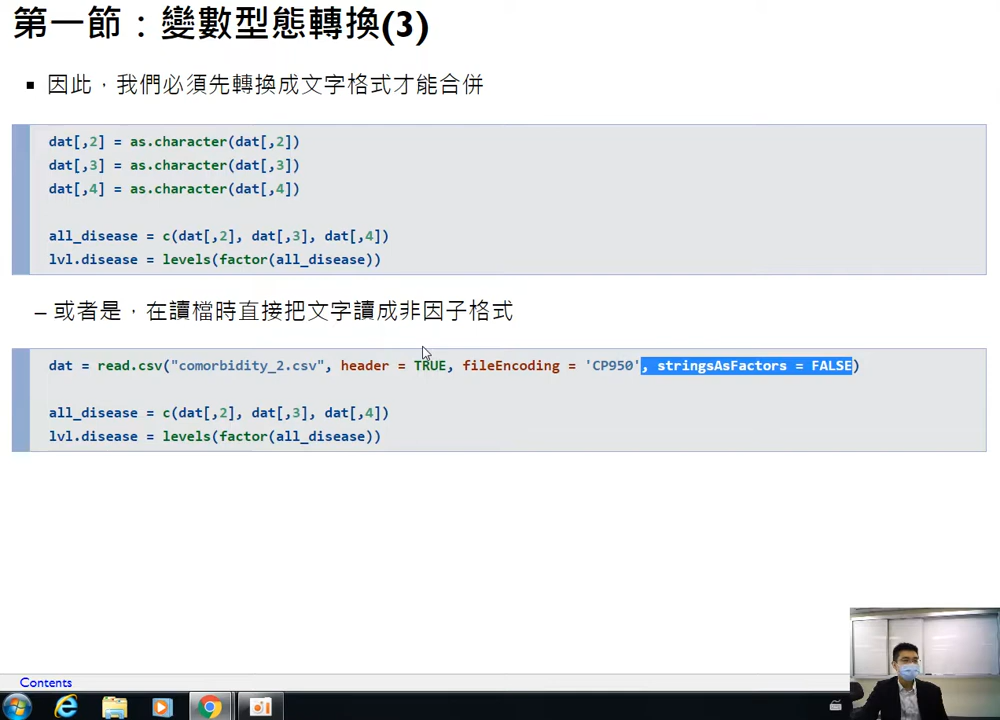 第一節：變數型態轉換(3)
因此，我們必須先轉換成文字格式才能合併
dat[,2] = as.character(dat[,2])
dat[,3] = as.character(dat[,3])
dat[,4] = as.character(dat[,4])
all_disease = c(dat[,2], dat[,3], dat[,4])
lvl.disease = levels(factor(all_disease))
– 或者是，在讀檔時直接把文字讀成非因子格式
dat = read.csv("comorbidity_2.csv", header = TRUE, fileEncoding = 'CP950', stringsAsFactors = FALSE)
all_disease = c(dat[,2], dat[,3], dat[,4])
lvl.disease = levels(factor(all_disease))
Contents